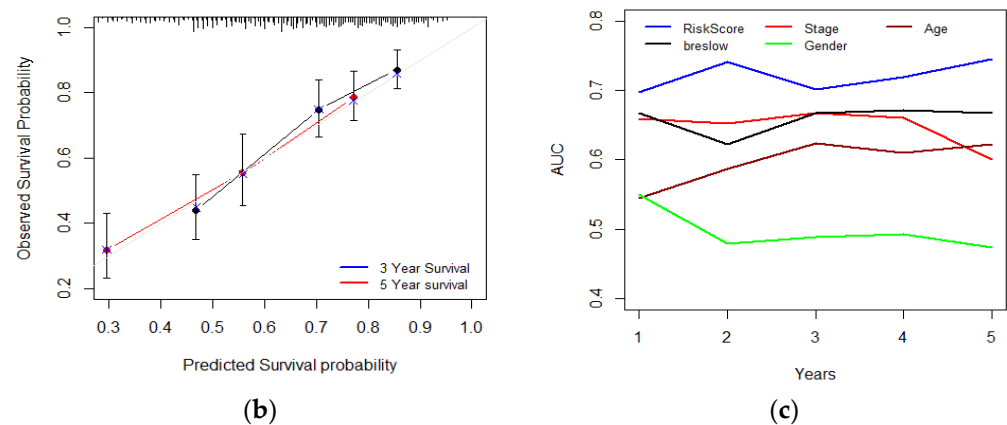 Observed Survival Probability
1.0
0.8
0.6
0.4
0.2
3 Year Survival
5 Year survival
0.3 0.4 0.5 0.6 0.7 0.8 0.9 1.0
Predicted Survival probability
(b)
AUC
0.8
0.7
0.6
0.5
0.4
RiskScore Stage Age
breslow Gender
1 2 3 4 5
Years
(c)